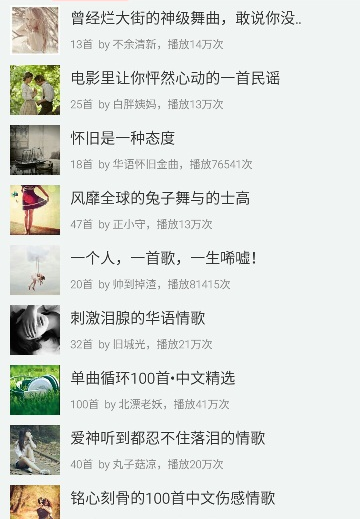 曾经烂大街的神级舞曲，敢说你没..
13首 by 不余清新，播放14万次
电影里让你怦然心动的一首民谣
25首 by 白胖姨妈，播放13万次
怀旧是一种态度
18首 by 华语怀旧金曲，播放76541次
风靡全球的兔子舞与的士高
47首 by 正小守，播放13万次
一个人，一首歌，一生唏嘘！
20首 by 帅到掉渣，播放81415次
刺激泪腺的华语情歌
32首 by 旧城光，播放21万次
单曲循环100首•中文精选
100首 by 北漂老妖，播放41万次
爱神听到都忍不住落泪的情歌
40首 by 丸子菇凉，播放20万次
铭心刻骨的100首中文伤感情歌